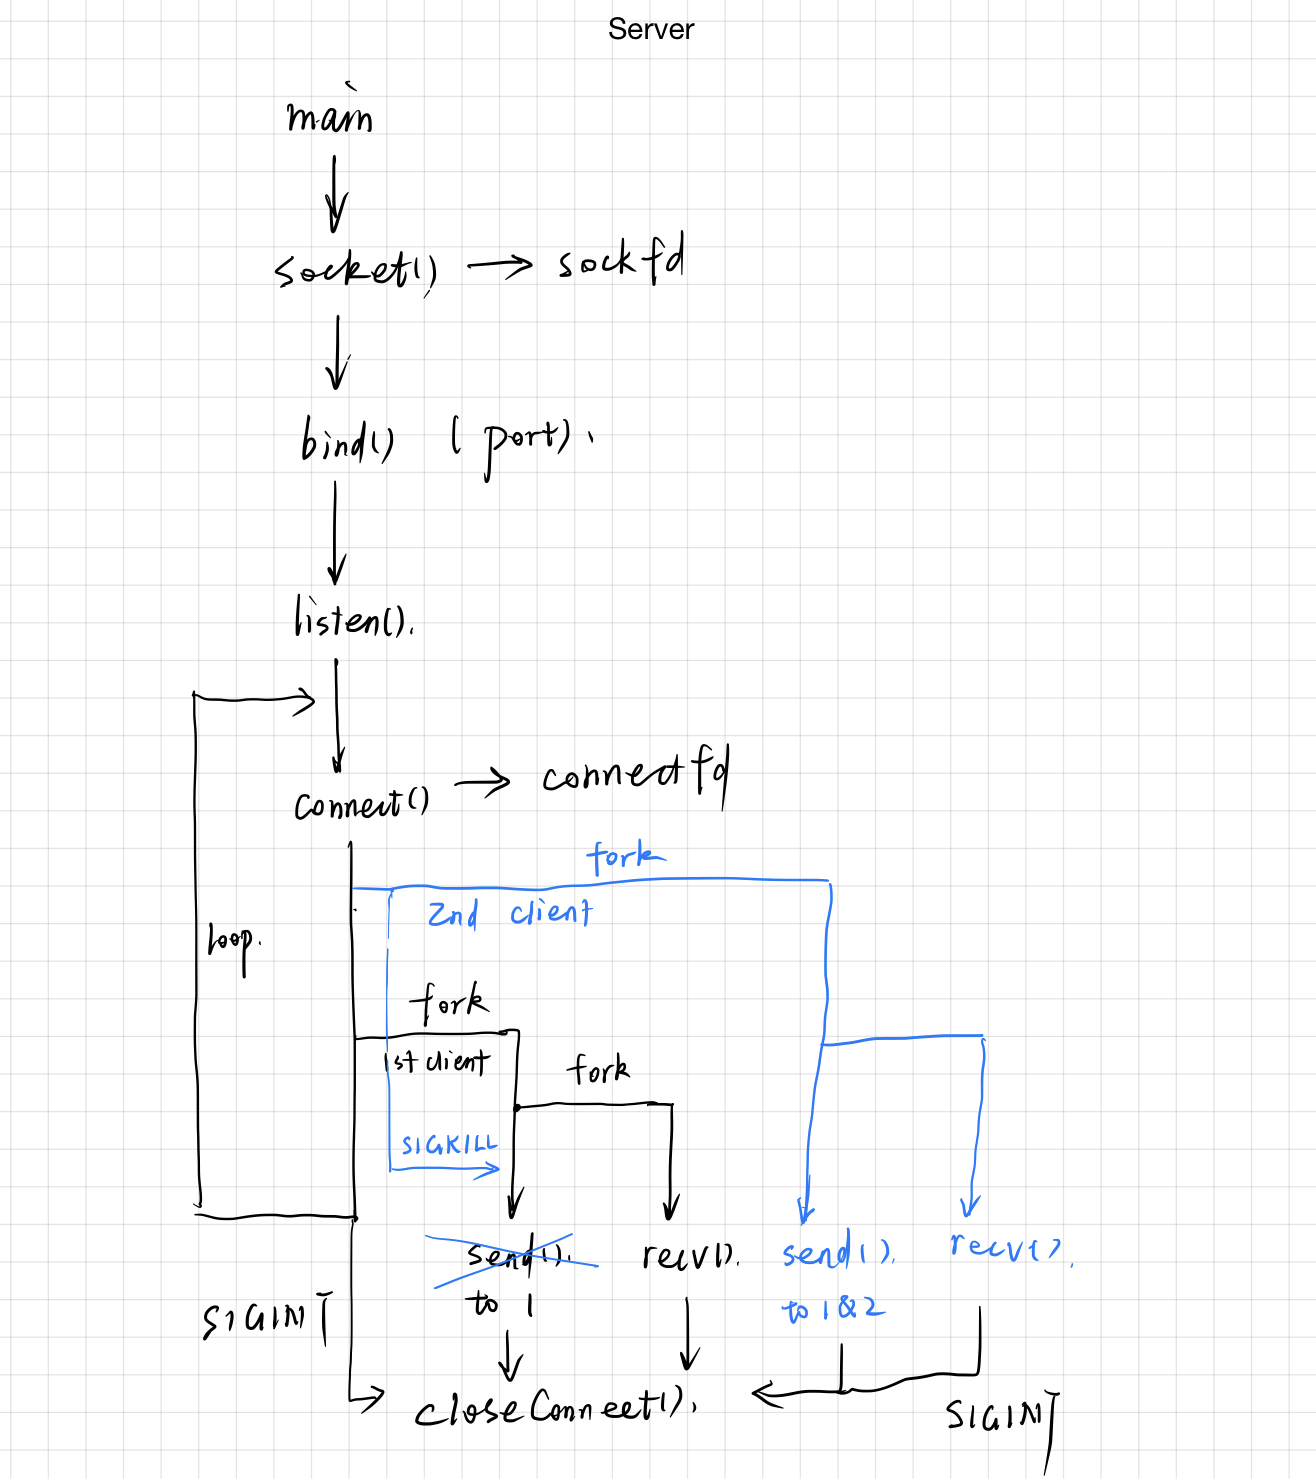 Server
main
socket() → sockfd
bind() (port).
listen().
connect() → connectfd
fork
2nd client
loop.
fork
1st client
fork
SIGKILL
send(). recv(). send(). recv().
to 1 to 1 & 2
SIGINT
closeConnect().
SIGINT